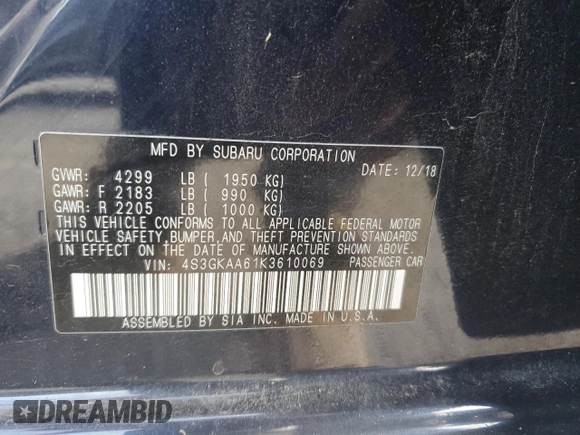 MFD BY SUBARU CORPORATION
DATE: 12/18
GVWR: 4299 LB ( 1950 KG)
GAWR: F 2183 LB ( 990 KG)
GAWR: R 2205 LB ( 1000 KG)
THIS VEHICLE CONFORMS TO ALL APPLICABLE FEDERAL MOTOR
VEHICLE SAFETY,BUMPER,AND THEFT PREVENTION STANDARDS
IN EFFECT ON THE DATE OF MANUFACTURE SHOWN ABOVE.
VIN: 4S3GKAA61K3610069 PASSENGER CAR
ASSEMBLED BY SIA INC. MADE IN U.S.A.
DREAMBID